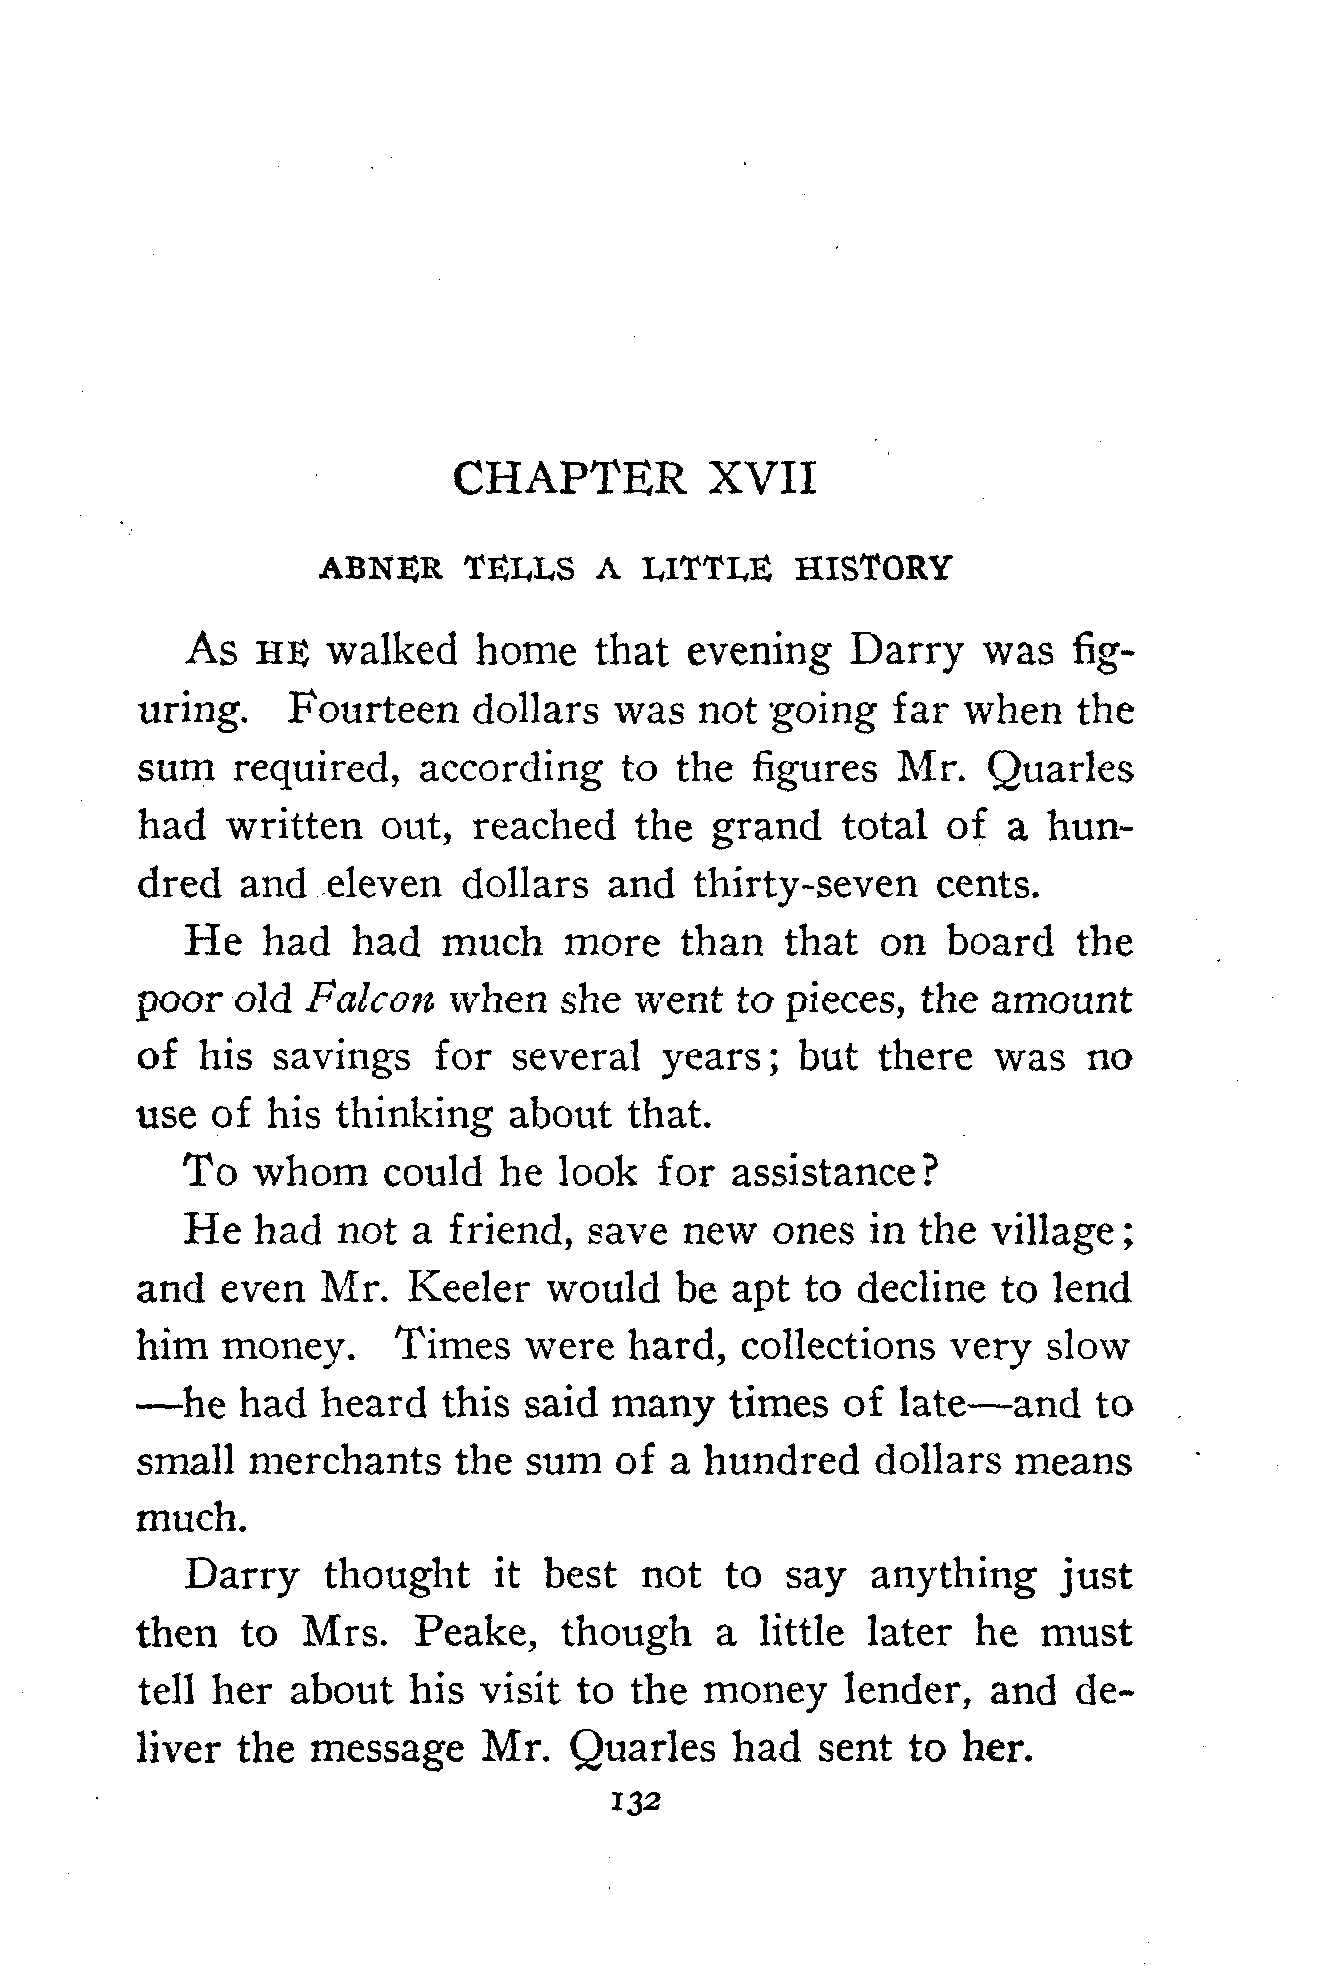 CHAPTER XVII
ABNER TELLS A LITTLE HISTORY
As HE walked home that evening Darry was fig-
uring. Fourteen dollars was not going far when the
sum required, according to the figures Mr. Quarles
had written out, reached the grand total of a hun-
dred and eleven dollars and thirty-seven cents.
He had had much more than that on board the
poor old Falcon when she went to pieces, the amount
of his savings for several years; but there was no
use of his thinking about that.
To whom could he look for assistance?
He had not a friend, save new ones in the village;
and even Mr. Keeler would be apt to decline to lend
him money. Times were hard, collections very slow
—he had heard this said many times of late—and to
small merchants the sum of a hundred dollars means
much.
Darry thought it best not to say anything just
then to Mrs. Peake, though a little later he must
tell her about his visit to the money lender, and de-
liver the message Mr. Quarles had sent to her.
132